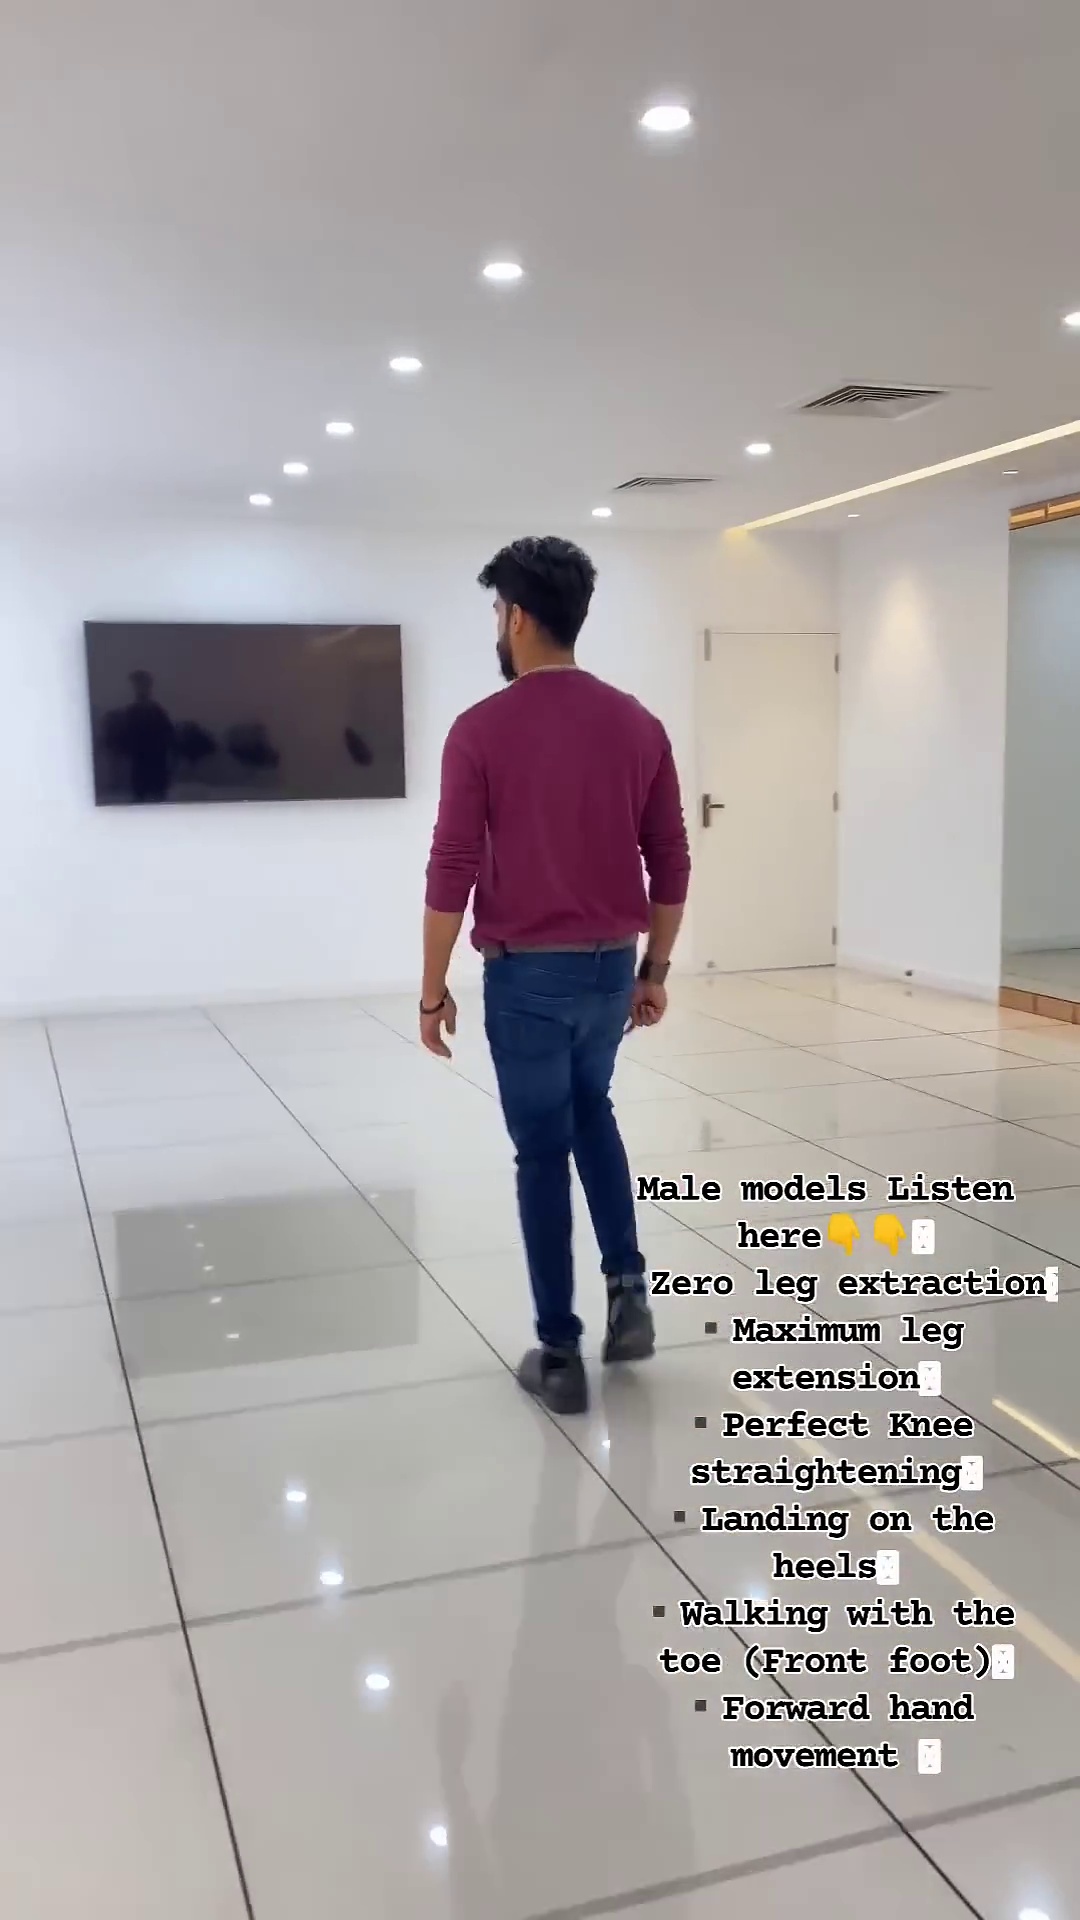 Male models Listen
here👇👇
Zero leg extraction
▪️Maximum leg
extension
▪️Perfect Knee
straightening
▪️Landing on the
heels
▪️Walking with the
toe (Front foot)
▪️Forward hand
movement